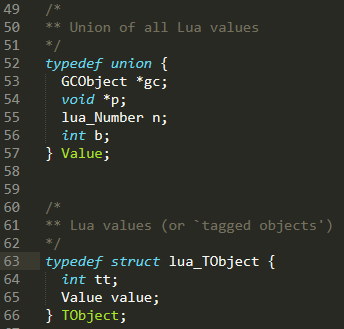 49 /*
50 ** Union of all Lua values
51 */
52 typedef union {
53   GCObject *gc;
54   void *p;
55   lua_Number n;
56   int b;
57 } Value;
58
59
60 /*
61 ** Lua values (or `tagged objects')
62 */
63 typedef struct lua_TObject {
64   int tt;
65   Value value;
66 } TObject;